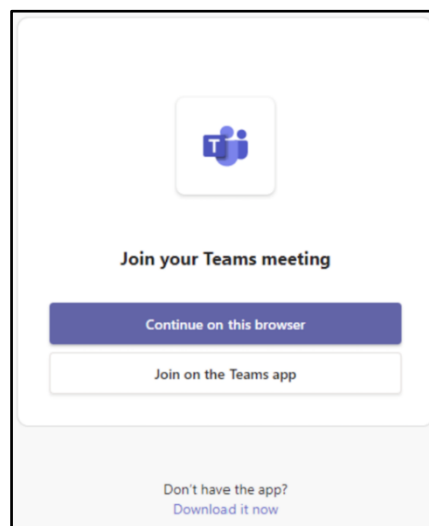 T
Join your Teams meeting
Continue on this browser
Join on the Teams app
Don't have the app?
Download it now